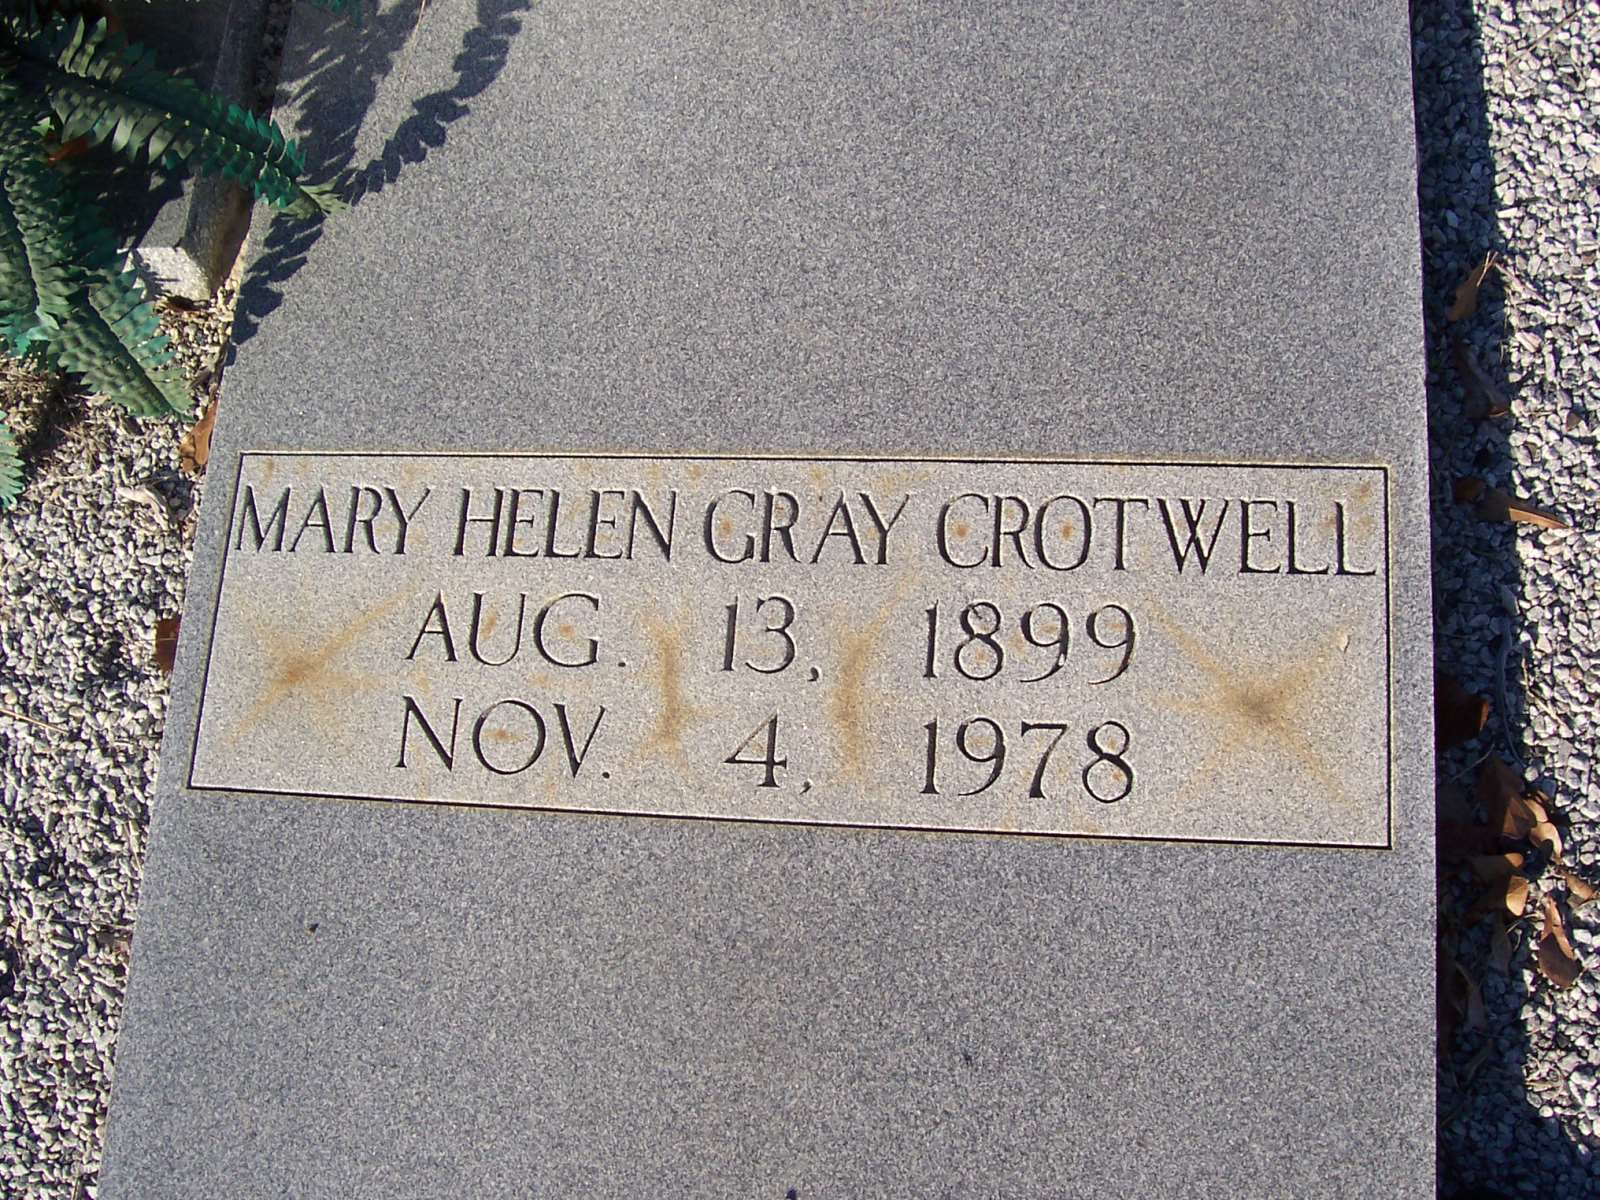 MARY HELEN GRAY CROTWELL
AUG. 13, 1899
NOV. 4, 1978